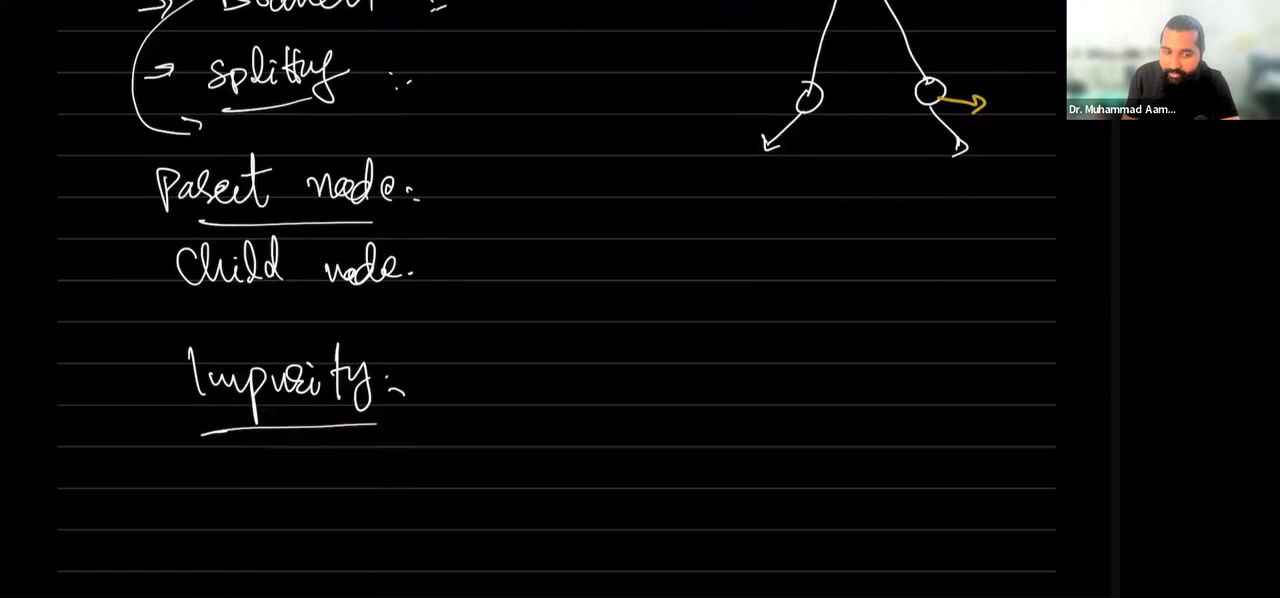 → splitting :
Parent node :
Child node.
Impurity :
Dr. Muhammad Aam...